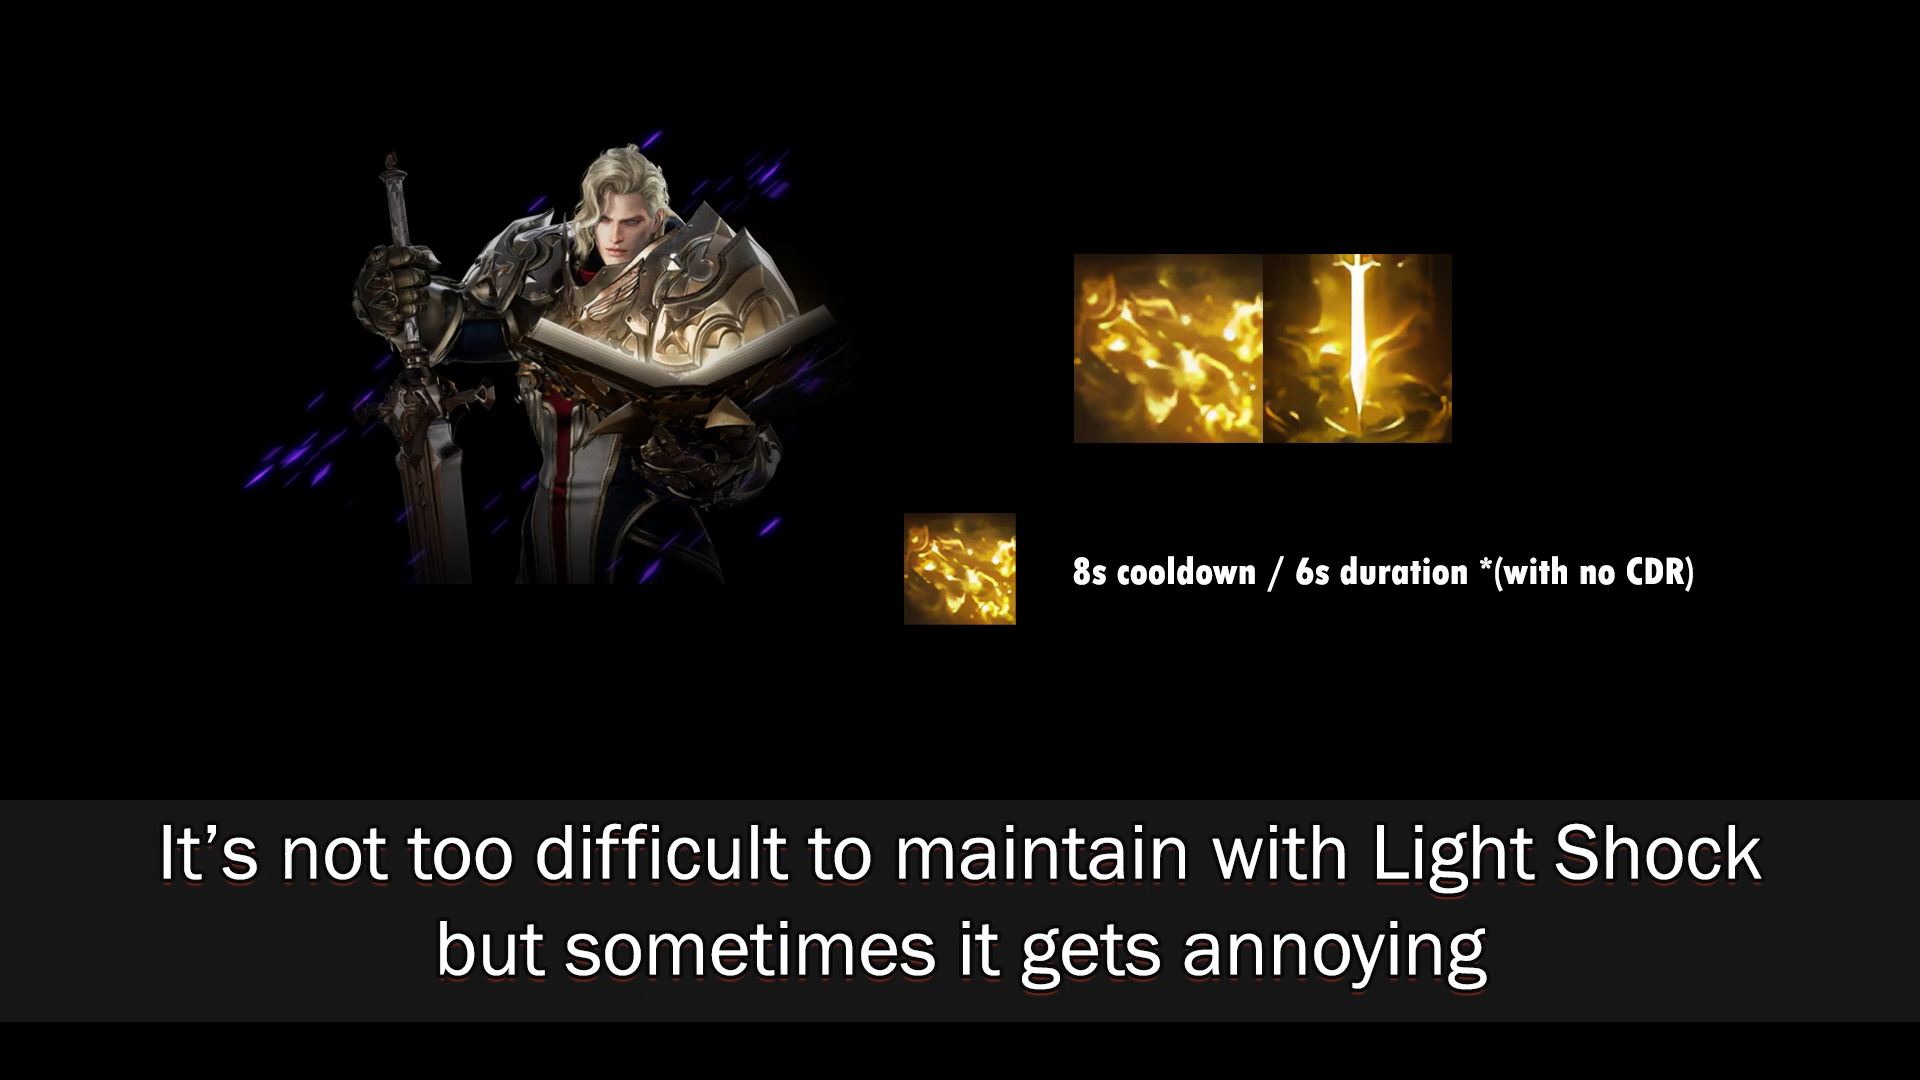 8s cooldown / 6s duration *(with no CDR)
It’s not too difficult to maintain with Light Shock
but sometimes it gets annoying